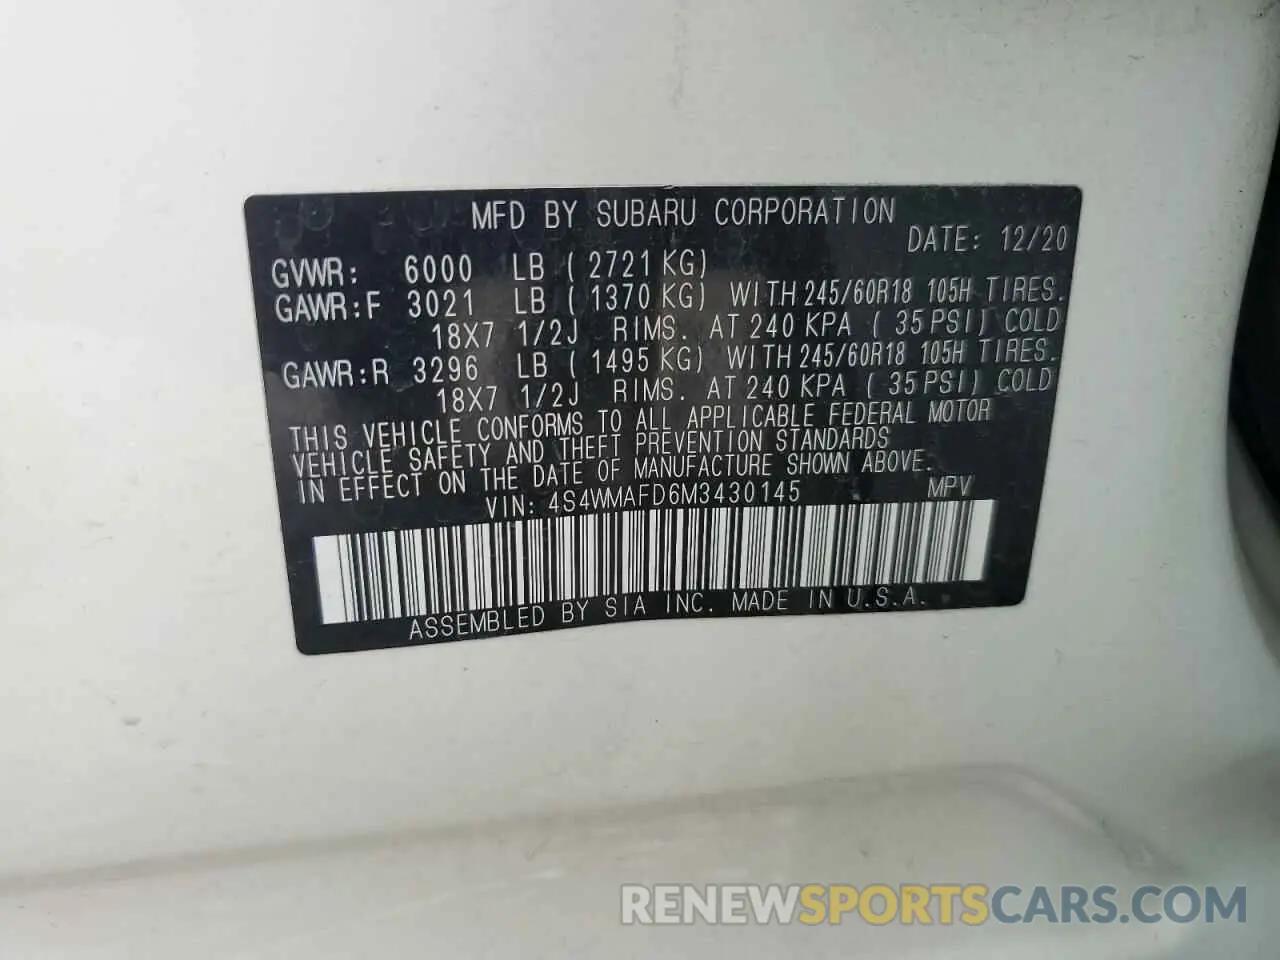 MFD BY SUBARU CORPORATION
DATE: 12/20
GVWR: 6000 LB ( 2721 KG)
GAWR:F 3021 LB ( 1370 KG) WITH 245/60R18 105H TIRES.
18X7 1/2J RIMS. AT 240 KPA ( 35 PSI) COLD
GAWR:R 3296 LB ( 1495 KG) WITH 245/60R18 105H TIRES.
18X7 1/2J RIMS. AT 240 KPA ( 35 PSI) COLD
THIS VEHICLE CONFORMS TO ALL APPLICABLE FEDERAL MOTOR
VEHICLE SAFETY AND THEFT PREVENTION STANDARDS
IN EFFECT ON THE DATE OF MANUFACTURE SHOWN ABOVE.
VIN: 4S4WMAFD6M3430145 MPV
ASSEMBLED BY SIA INC. MADE IN U.S.A.
RENEWSPORTSCARS.COM